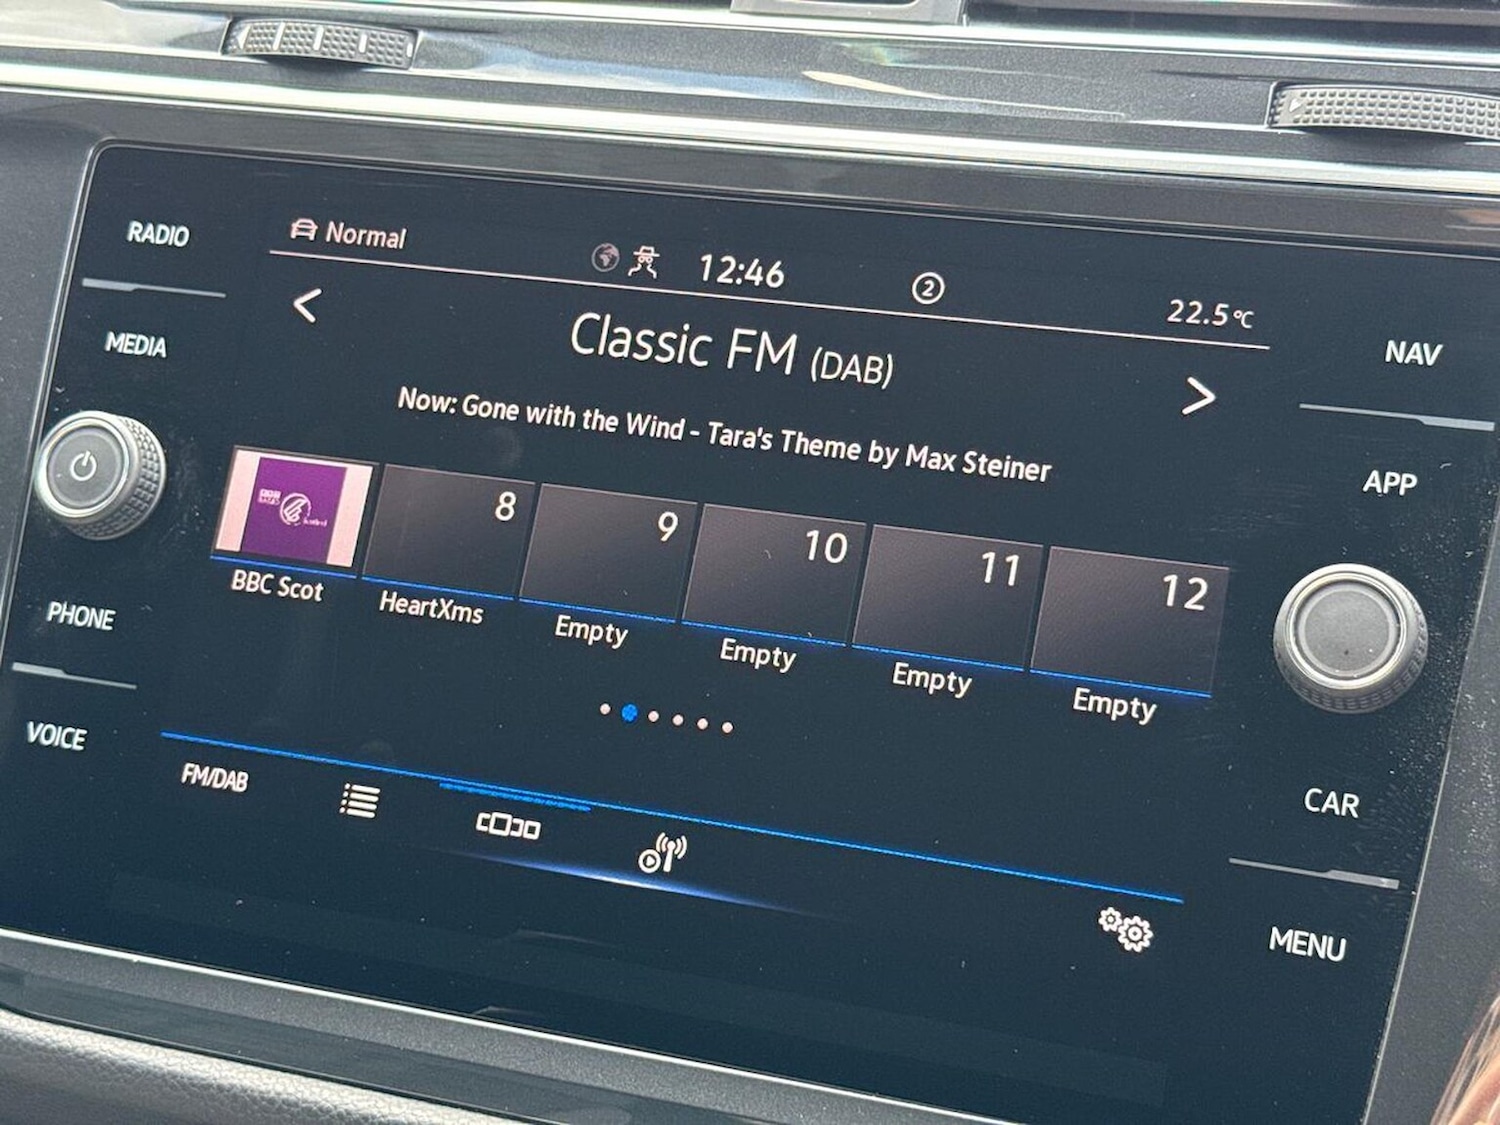 RADIO
MEDIA
PHONE
VOICE
Normal
12:46
2
22.5°C
Classic FM (DAB)
Now: Gone with the Wind - Tara's Theme by Max Steiner
BBC Scot
8
HeartXms
9
Empty
10
Empty
11
Empty
12
Empty
FM/DAB
NAV
APP
CAR
MENU